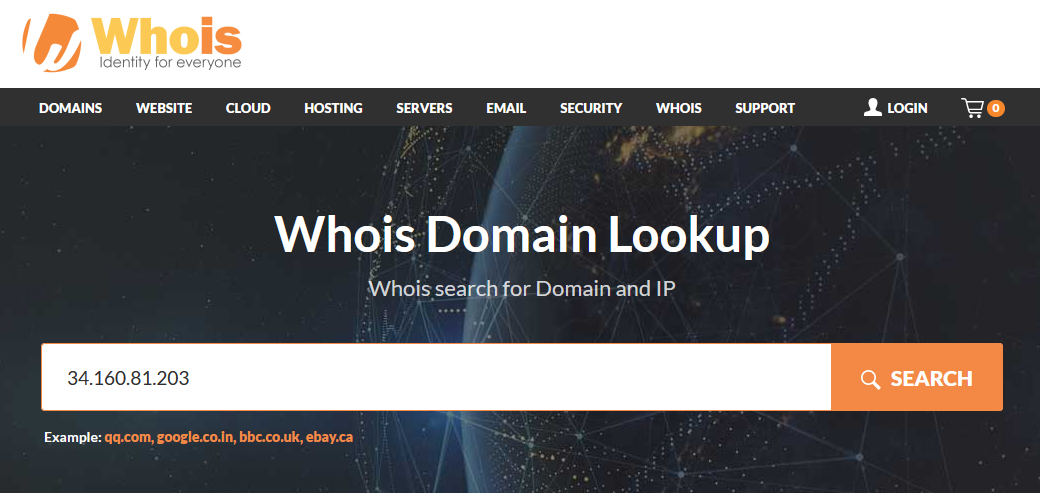 Whois
Identity for everyone
DOMAINS WEBSITE CLOUD HOSTING SERVERS EMAIL SECURITY WHOIS SUPPORT LOGIN 0
Whois Domain Lookup
Whois search for Domain and IP
34.160.81.203 SEARCH
Example: qq.com, google.co.in, bbc.co.uk, ebay.ca